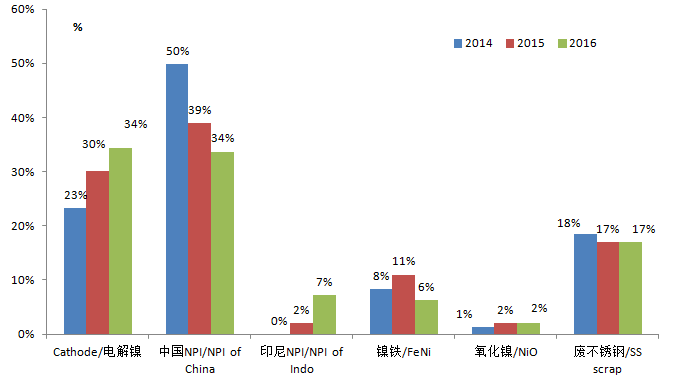 60%
%
2014 2015 2016
50%
50%
40%
39%
34%
34%
30%
30%
23%
20%
18%
17%
17%
10%
11%
8%
7%
6%
2%
0%
1%
2%
2%
0%
Cathode/电解镍
中国NPI/NPI of
China
印尼NPI/NPI of
Indo
镍铁/FeNi
氧化镍/NiO
废不锈钢/SS
scrap